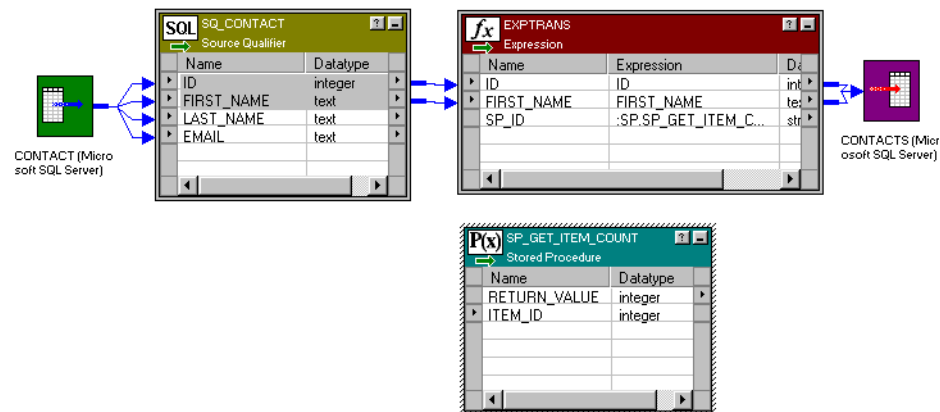 SQL SQ_CONTACT
Source Qualifier
Name Datatype
ID integer
FIRST_NAME text
LAST_NAME text
EMAIL text
CONTACT (Micro
soft SQL Server)
fx EXPTRANS
Expression
Name Expression Da
ID ID int
FIRST_NAME FIRST_NAME te
SP_ID :SP.SP_GET_ITEM_C... str
CONTACTS (Micr
osoft SQL Server)
P(x) SP_GET_ITEM_COUNT
Stored Procedure
Name Datatype
RETURN_VALUE integer
ITEM_ID integer